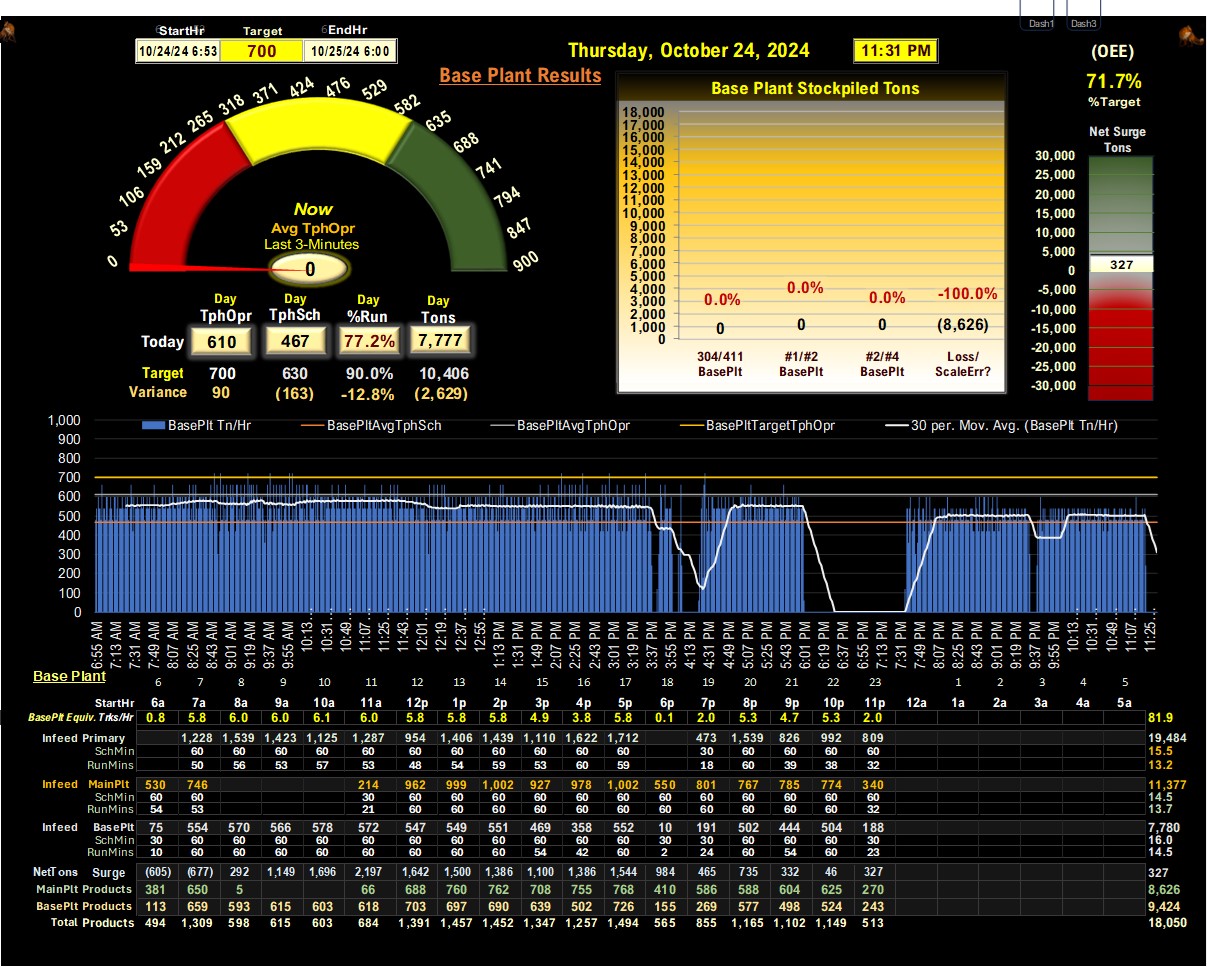 Dash1 Dash3
StartHr Target EndHr
10/24/24 6:53 700 10/25/24 6:00
Thursday, October 24, 2024 11:31 PM
Base Plant Results
(OEE)
71.7%
%Target
Net Surge
Tons
0 53 106 159 212 265 318 371 424 476 529 582 635 688 741 794 847 900
Now
Avg TphOpr
Last 3-Minutes
0
Day Day Day Day
TphOpr TphSch %Run Tons
Today 610 467 77.2% 7,777
Target 700 630 90.0% 10,406
Variance 90 (163) -12.8% (2,629)
Base Plant Stockpiled Tons
18,000
17,000
16,000
15,000
14,000
13,000
12,000
11,000
10,000
9,000
8,000
7,000
6,000
5,000
4,000
3,000
2,000
1,000
0
0.0% 0.0% 0.0% -100.0%
0 0 0 (8,626)
304/411 #1/#2 #2/#4 Loss/
BasePlt BasePlt BasePlt ScaleErr?
30,000
25,000
20,000
15,000
10,000
5,000
0
327
-5,000
-10,000
-15,000
-20,000
-25,000
-30,000
BasePlt Tn/Hr BasePltAvgTphSch BasePltAvgTphOpr BasePltTargetTphOpr 30 per. Mov. Avg. (BasePlt Tn/Hr)
1,000
900
800
700
600
500
400
300
200
100
0
6:55 AM 7:13 AM 7:31 AM 7:49 AM 8:07 AM 8:25 AM 8:43 AM 9:01 AM 9:19 AM 9:37 AM 9:55 AM 10:13… 10:31… 10:49… 11:07… 11:25… 11:43… 12:01… 12:19… 12:37… 12:55… 1:13 PM 1:31 PM 1:49 PM 2:07 PM 2:25 PM 2:43 PM 3:01 PM 3:19 PM 3:37 PM 3:55 PM 4:13 PM 4:31 PM 4:49 PM 5:07 PM 5:25 PM 5:43 PM 6:01 PM 6:19 PM 6:37 PM 6:55 PM 7:13 PM 7:31 PM 7:49 PM 8:07 PM 8:25 PM 8:43 PM 9:01 PM 9:19 PM 9:37 PM 9:55 PM 10:13… 10:31… 10:49… 11:07… 11:25…
Base Plant
6 7 8 9 10 11 12 13 14 15 16 17 18 19 20 21 22 23 1 2 3 4 5
StartHr 6a 7a 8a 9a 10a 11a 12p 1p 2p 3p 4p 5p 6p 7p 8p 9p 10p 11p 12a 1a 2a 3a 4a 5a
BasePlt Equiv. Trks/Hr 0.8 5.8 6.0 6.0 6.1 6.0 5.8 5.8 5.8 4.9 3.8 5.8 0.1 2.0 5.3 4.7 5.3 2.0 81.9
Infeed Primary 1,228 1,539 1,423 1,125 1,287 954 1,406 1,439 1,110 1,622 1,712 473 1,539 826 992 809 19,484
SchMin 60 60 60 60 60 60 60 60 60 60 60 30 60 60 60 60 15.5
RunMins 50 56 53 57 53 48 54 59 53 60 59 18 60 39 38 32 13.2
Infeed MainPlt 530 746 214 962 999 1,002 927 978 1,002 550 801 767 785 774 340 11,377
SchMin 60 60 30 60 60 60 60 60 60 60 60 60 60 60 60 14.5
RunMins 54 53 21 60 60 60 60 60 60 60 60 60 60 60 32 13.7
Infeed BasePlt 75 554 570 566 578 572 547 549 551 469 358 552 10 191 502 444 504 188 7,780
SchMin 30 60 60 60 60 60 60 60 60 60 60 60 30 30 60 60 60 60 16.0
RunMins 10 60 60 60 60 60 60 60 60 54 42 60 2 24 60 54 60 23 14.5
NetTons Surge (605) (677) 292 1,149 1,696 2,197 1,642 1,500 1,386 1,100 1,386 1,544 984 465 735 332 46 327 327
MainPlt Products 381 650 5 66 688 760 762 708 755 768 410 586 588 604 625 270 8,626
BasePlt Products 113 659 593 615 603 618 703 697 690 639 502 726 155 269 577 498 524 243 9,424
Total Products 494 1,309 598 615 603 684 1,391 1,457 1,452 1,347 1,257 1,494 565 855 1,165 1,102 1,149 513 18,050